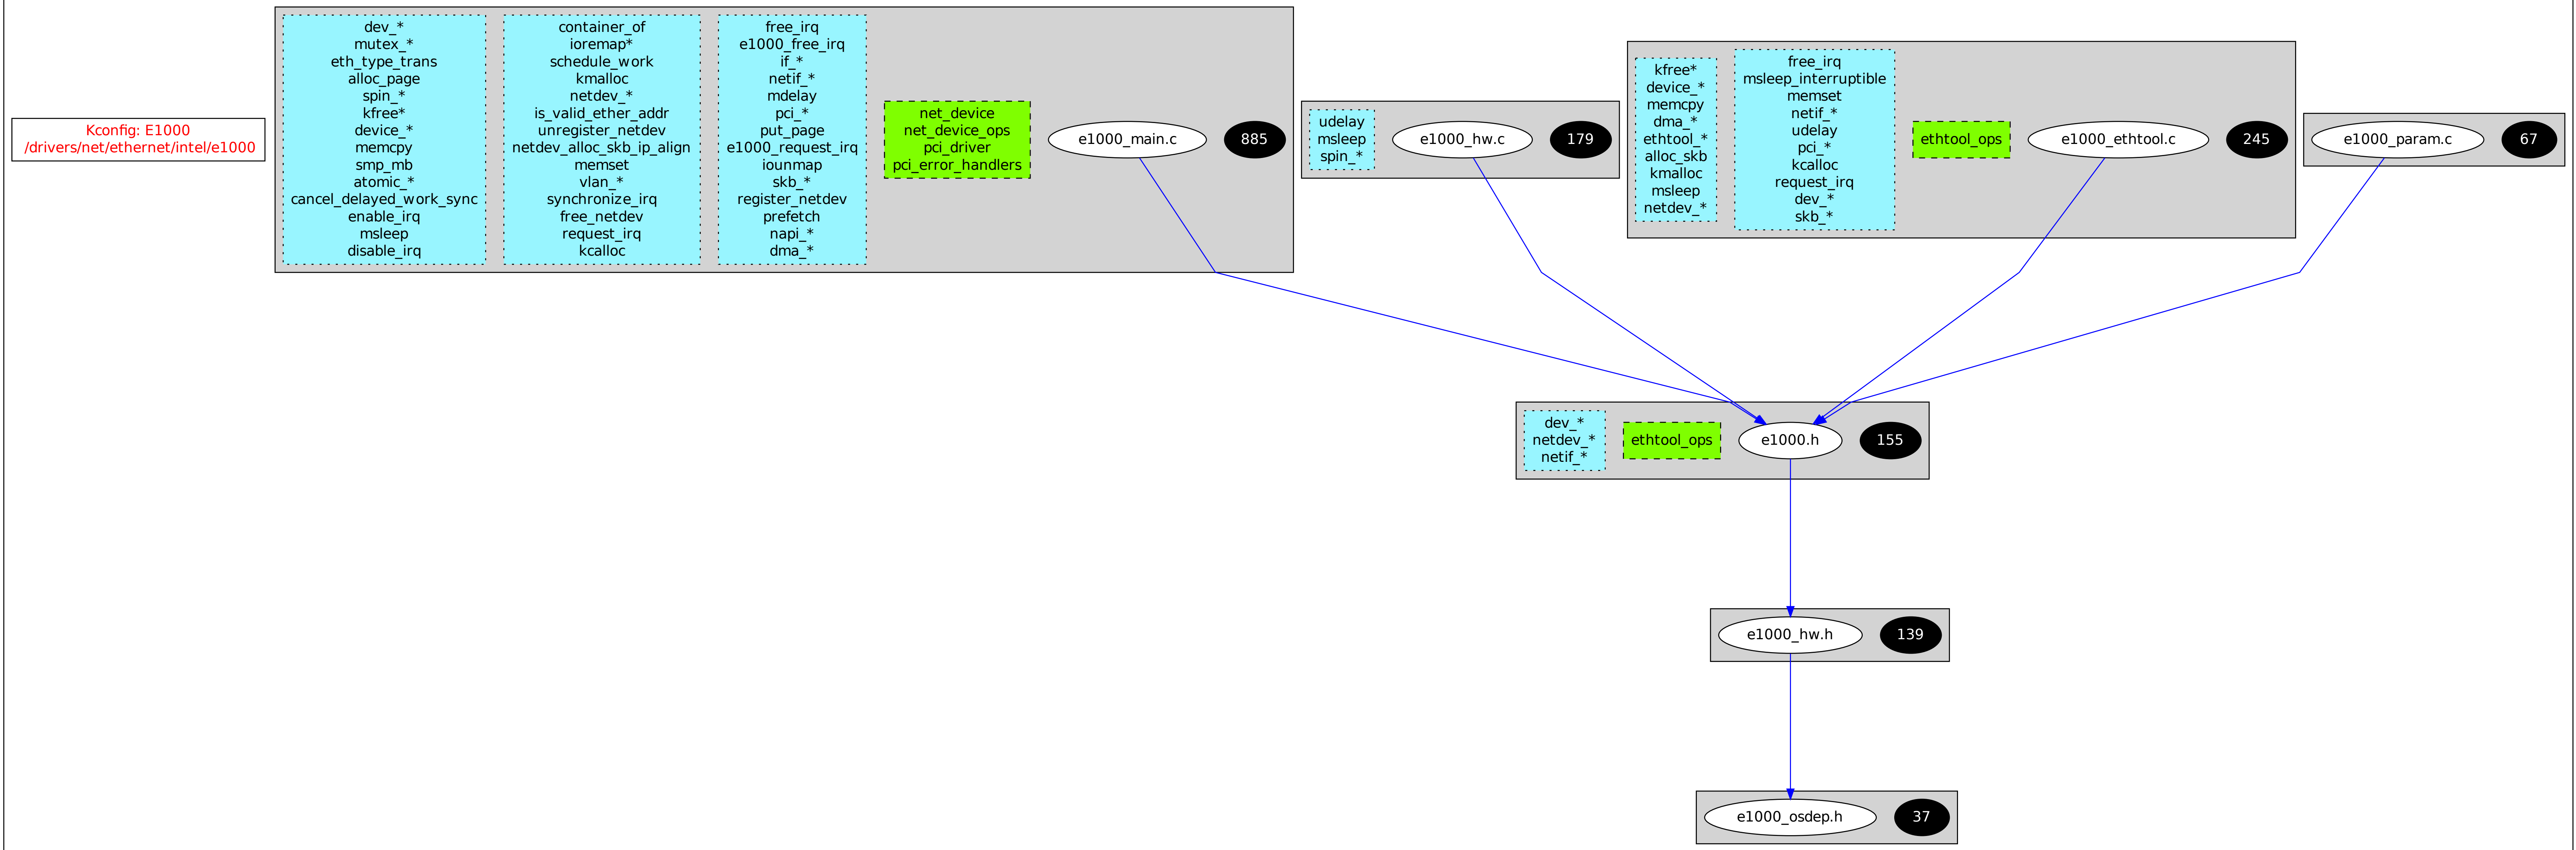 Kconfig: E1000
/drivers/net/ethernet/intel/e1000
dev_*
mutex_*
eth_type_trans
alloc_page
spin_*
kfree*
device_*
memcpy
smp_mb
atomic_*
cancel_delayed_work_sync
enable_irq
msleep
disable_irq
container_of
ioremap*
schedule_work
kmalloc
netdev_*
is_valid_ether_addr
unregister_netdev
netdev_alloc_skb_ip_align
memset
vlan_*
synchronize_irq
free_netdev
request_irq
kcalloc
free_irq
e1000_free_irq
if_*
netif_*
mdelay
pci_*
put_page
e1000_request_irq
iounmap
skb_*
register_netdev
prefetch
napi_*
dma_*
net_device
net_device_ops
pci_driver
pci_error_handlers
e1000_main.c
885
udelay
msleep
spin_*
e1000_hw.c
179
kfree*
device_*
memcpy
dma_*
ethtool_*
alloc_skb
kmalloc
msleep
netdev_*
free_irq
msleep_interruptible
memset
netif_*
udelay
pci_*
kcalloc
request_irq
dev_*
skb_*
ethtool_ops
e1000_ethtool.c
245
e1000_param.c
67
dev_*
netdev_*
netif_*
ethtool_ops
e1000.h
155
e1000_hw.h
139
e1000_osdep.h
37